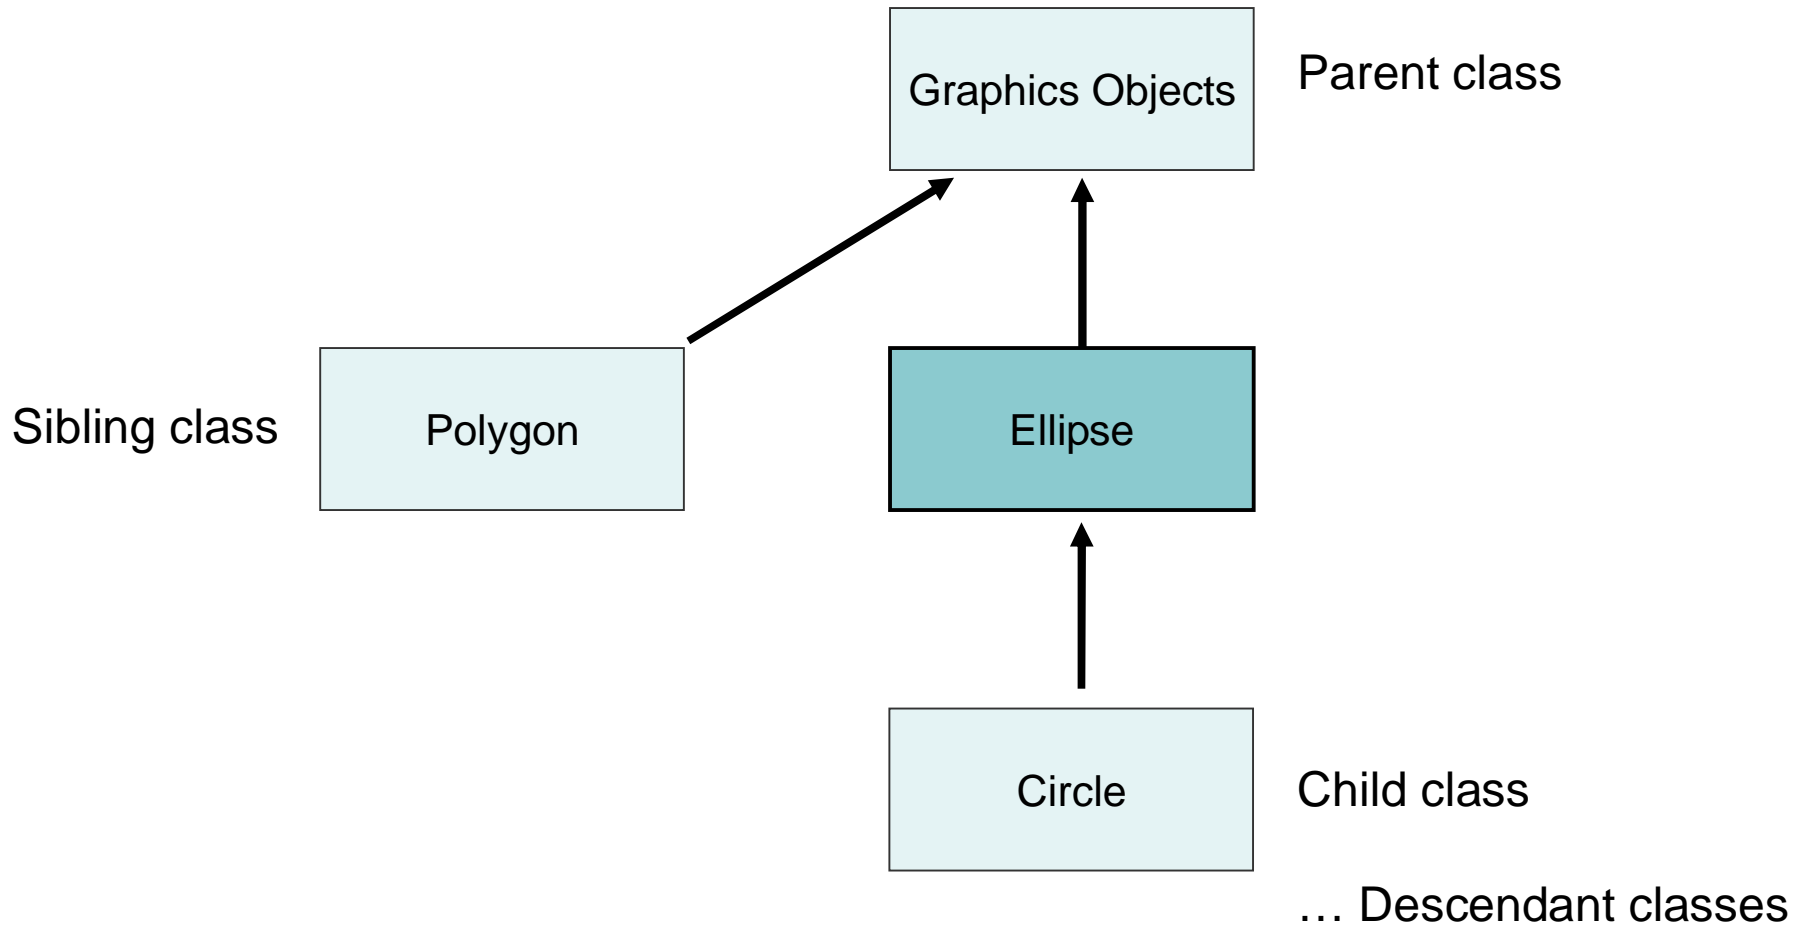 Graphics Objects
Parent class
Sibling class
Polygon
Ellipse
Circle
Child class
… Descendant classes